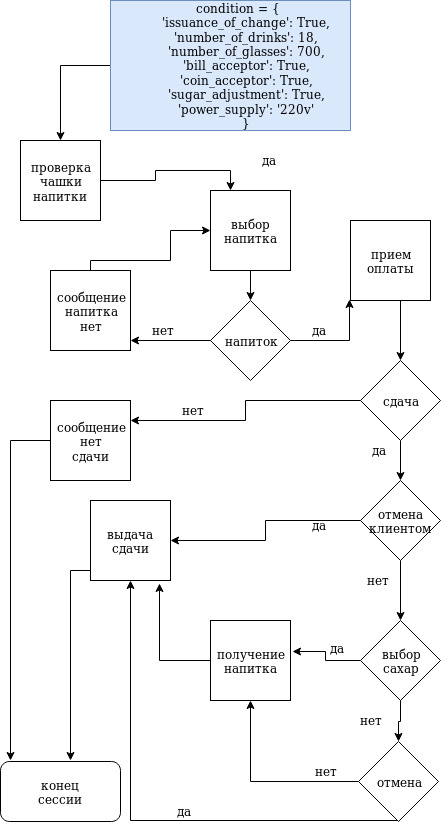 condition = {
'issuance_of_change': True,
'number_of_drinks': 18,
'number_of_glasses': 700,
'bill_acceptor': True,
'coin_acceptor': True,
'sugar_adjustment': True,
'power_supply': '220v'
}
проверка
чашки
напитки
да
выбор
напитка
прием
оплаты
сообщение
напитка
нет
нет
напиток
да
сдача
нет
сообщение
нет
сдачи
да
отмена
клиентом
да
выдача
сдачи
нет
получение
напитка
да
выбор
сахар
нет
нет
отмена
конец
сессии
да